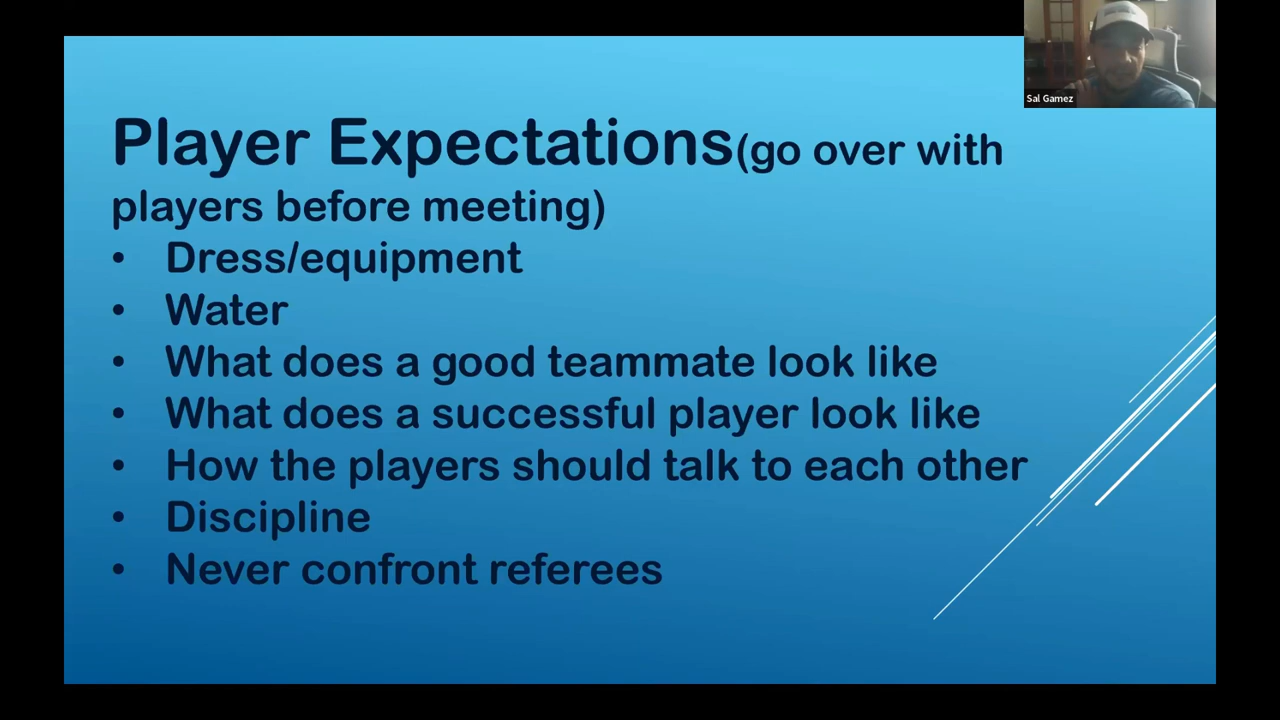 Sal Gamez
Player Expectations(go over with
players before meeting)
• Dress/equipment
• Water
• What does a good teammate look like
• What does a successful player look like
• How the players should talk to each other
• Discipline
• Never confront referees